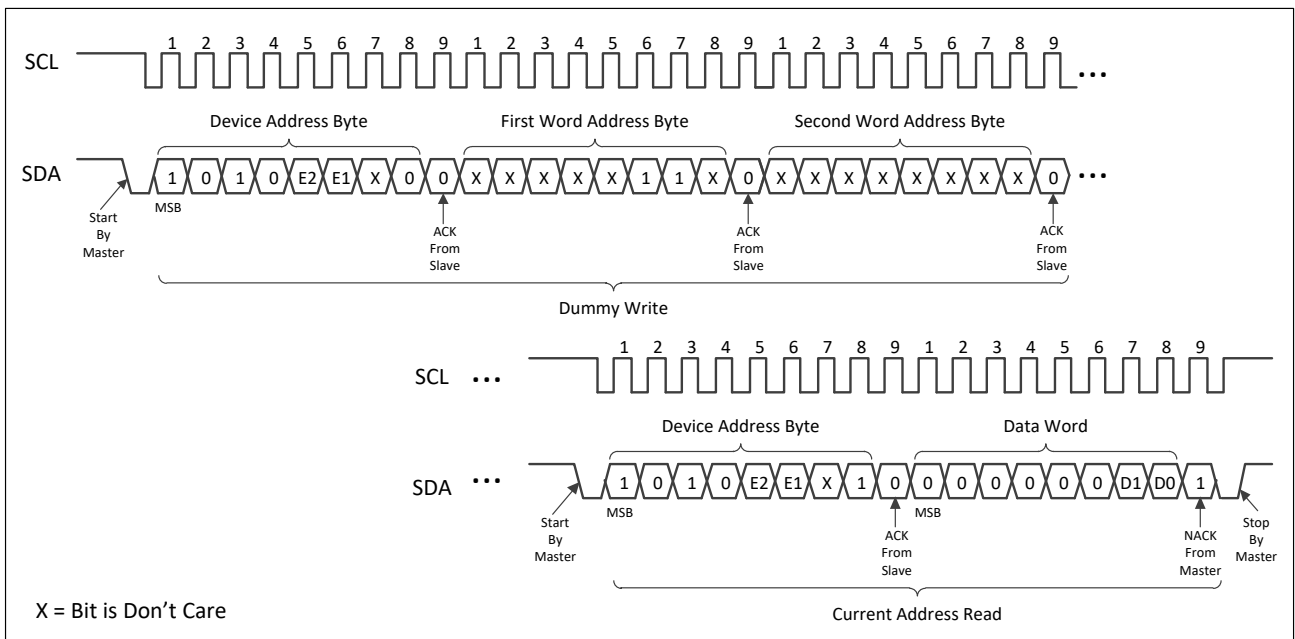 1 2 3 4 5 6 7 8 9 1 2 3 4 5 6 7 8 9 1 2 3 4 5 6 7 8 9
SCL ...
Device Address Byte First Word Address Byte Second Word Address Byte
SDA 1 0 1 0 E2 E1 X 0 0 X X X X X 1 1 X 0 X X X X X X X X 0 ...
MSB
Start
By
Master
ACK
From
Slave
ACK
From
Slave
ACK
From
Slave
Dummy Write
1 2 3 4 5 6 7 8 9 1 2 3 4 5 6 7 8 9
SCL ...
Device Address Byte Data Word
SDA ... 1 0 1 0 E2 E1 X 1 0 0 0 0 0 0 0 D1 D0 1
MSB MSB
Start
By
Master
ACK
From
Slave
NACK
From
Master
Stop
By
Master
Current Address Read
X = Bit is Don’t Care